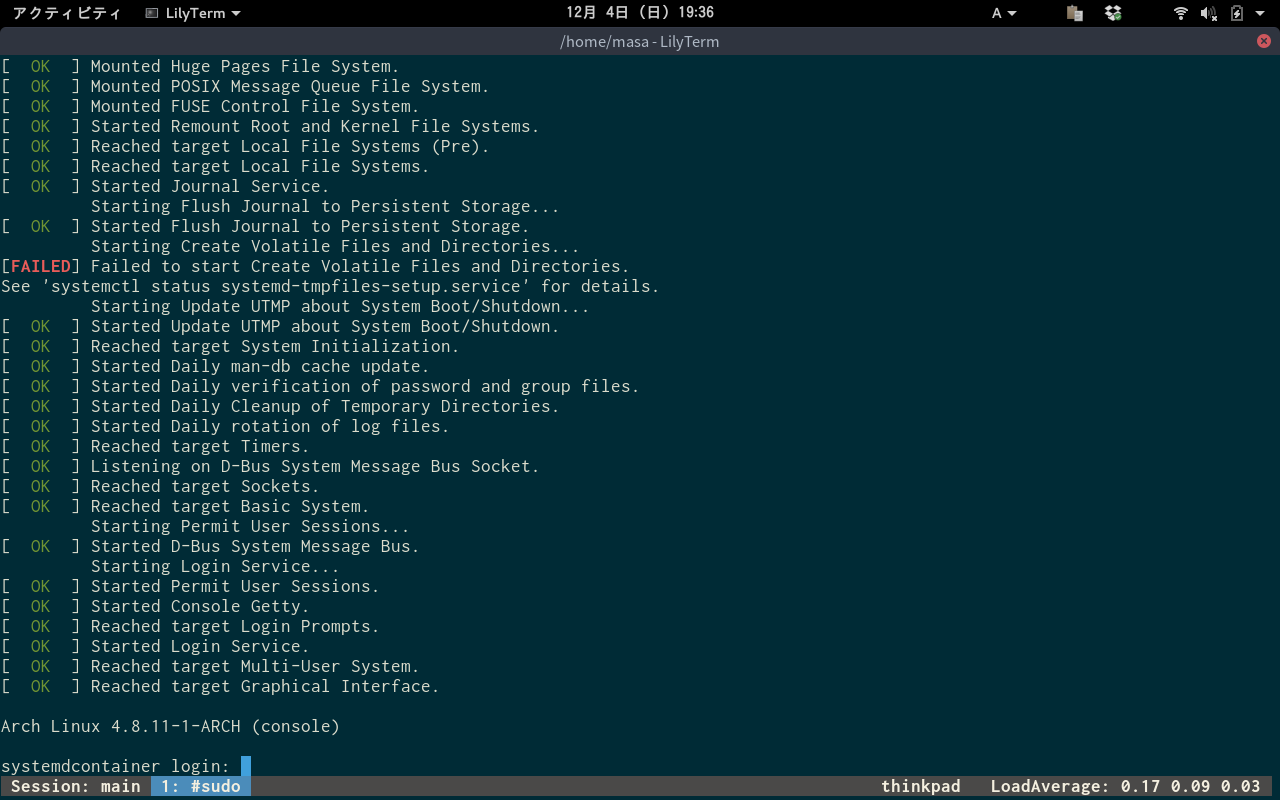 アクティビティ LilyTerm 12月 4日 (日) 19:36 A
/home/masa - LilyTerm
[  OK  ] Mounted Huge Pages File System.
[  OK  ] Mounted POSIX Message Queue File System.
[  OK  ] Mounted FUSE Control File System.
[  OK  ] Started Remount Root and Kernel File Systems.
[  OK  ] Reached target Local File Systems (Pre).
[  OK  ] Reached target Local File Systems.
[  OK  ] Started Journal Service.
         Starting Flush Journal to Persistent Storage...
[  OK  ] Started Flush Journal to Persistent Storage.
         Starting Create Volatile Files and Directories...
[FAILED] Failed to start Create Volatile Files and Directories.
See 'systemctl status systemd-tmpfiles-setup.service' for details.
         Starting Update UTMP about System Boot/Shutdown...
[  OK  ] Started Update UTMP about System Boot/Shutdown.
[  OK  ] Reached target System Initialization.
[  OK  ] Started Daily man-db cache update.
[  OK  ] Started Daily verification of password and group files.
[  OK  ] Started Daily Cleanup of Temporary Directories.
[  OK  ] Started Daily rotation of log files.
[  OK  ] Reached target Timers.
[  OK  ] Listening on D-Bus System Message Bus Socket.
[  OK  ] Reached target Sockets.
[  OK  ] Reached target Basic System.
         Starting Permit User Sessions...
[  OK  ] Started D-Bus System Message Bus.
         Starting Login Service...
[  OK  ] Started Permit User Sessions.
[  OK  ] Started Console Getty.
[  OK  ] Reached target Login Prompts.
[  OK  ] Started Login Service.
[  OK  ] Reached target Multi-User System.
[  OK  ] Reached target Graphical Interface.
Arch Linux 4.8.11-1-ARCH (console)
systemdcontainer login:
Session: main 1: #sudo thinkpad LoadAverage: 0.17 0.09 0.03